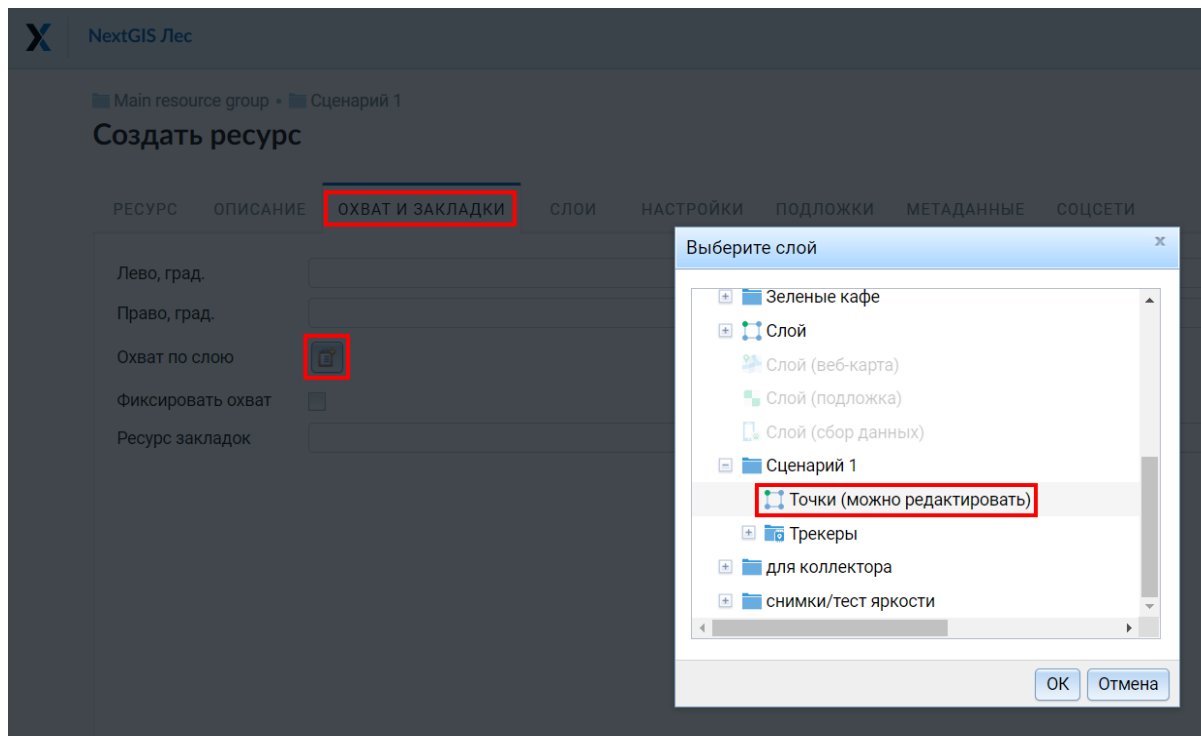 NextGIS Лес
Main resource group • Сценарий 1
Создать ресурс
РЕСУРС ОПИСАНИЕ ОХВАТ И ЗАКЛАДКИ СЛОИ НАСТРОЙКИ ПОДЛОЖКИ МЕТАДАННЫЕ СОЦСЕТИ
Лево, град.
Право, град.
Охват по слою
Фиксировать охват
Ресурс закладок
Выберите слой x
Зеленые кафе
Слой
Слой (веб-карта)
Слой (подложка)
Слой (сбор данных)
Сценарий 1
Точки (можно редактировать)
Трекеры
для коллектора
снимки/тест яркости
ОК Отмена